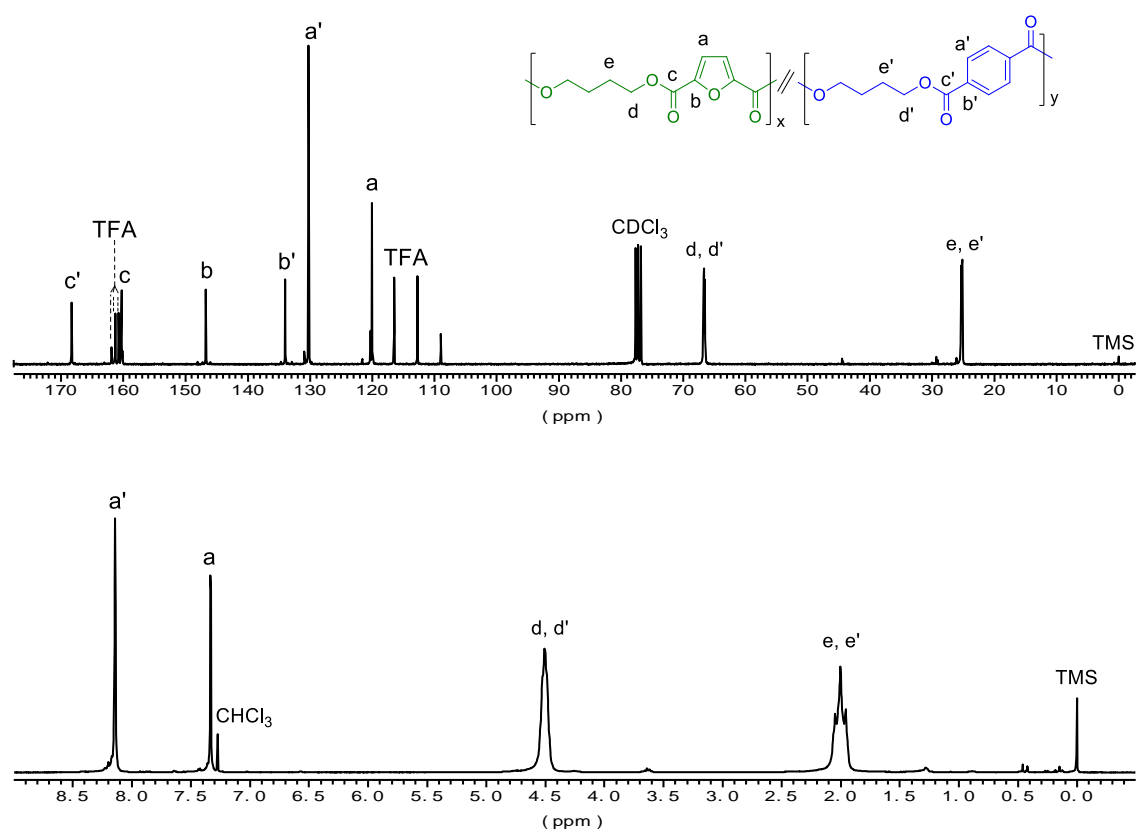 a'
a
e
c
O
O
b
O
O
O
d
x
a'
O
e'
c'
O
O
b'
O
d'
y
a
CDCl3
TFA
d, d'
e, e'
TFA
c'
c
b
b'
TMS
170 160 150 140 130 120 110 100 90 80 70 60 50 40 30 20 10 0
( ppm )
a'
a
d, d'
e, e'
TMS
CHCl3
8.5 8.0 7.5 7.0 6.5 6.0 5.5 5.0 4.5 4.0 3.5 3.0 2.5 2.0 1.5 1.0 0.5 0.0
( ppm )